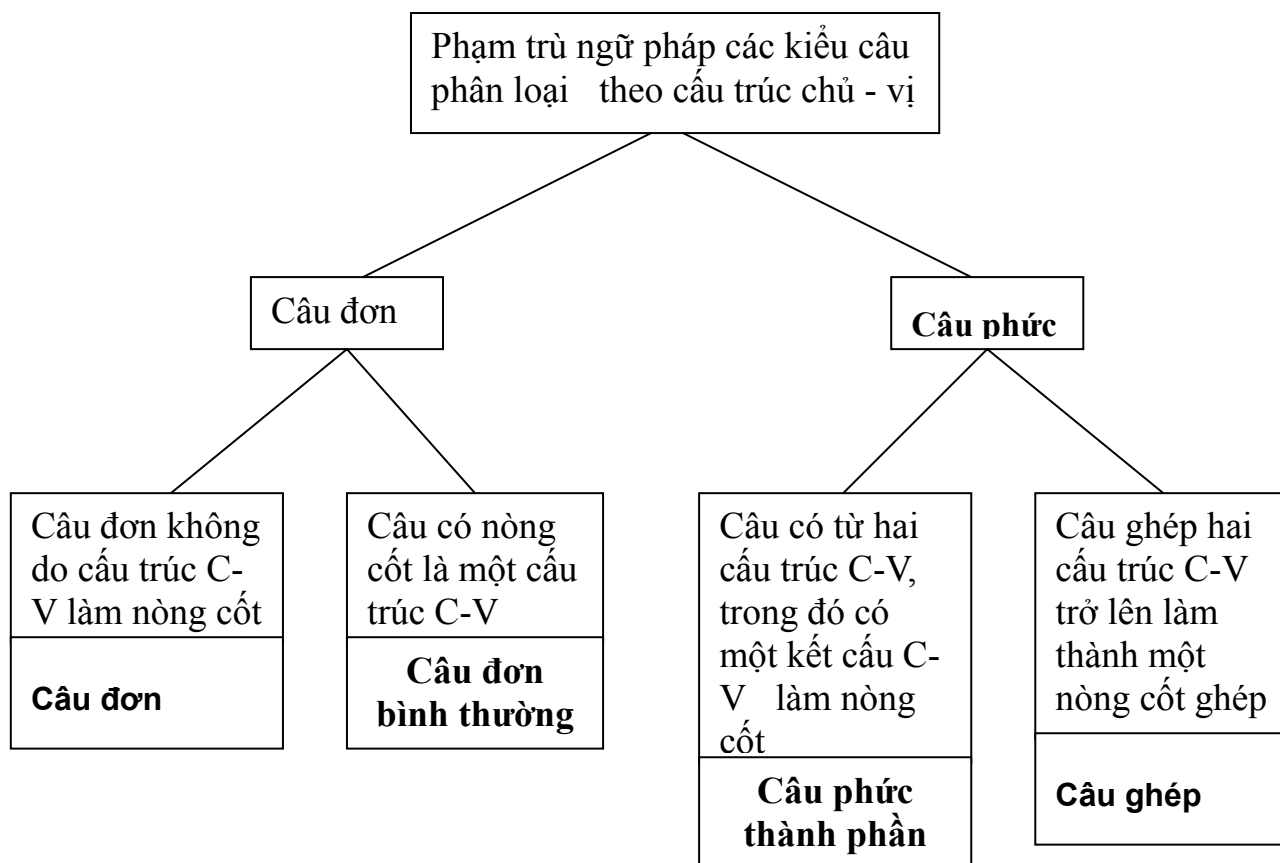 Phạm trù ngữ pháp các kiểu câu
phân loại theo cấu trúc chủ - vị
Câu đơn
Câu phức
Câu đơn không
do cấu trúc C-
V làm nòng cốt
Câu đơn
Câu có nòng
cốt là một cấu
trúc C-V
Câu đơn
bình thường
Câu có từ hai
cấu trúc C-V,
trong đó có
một kết cấu C-
V làm nòng
cốt
Câu phức
thành phần
Câu ghép hai
cấu trúc C-V
trở lên làm
thành một
nòng cốt ghép
Câu ghép